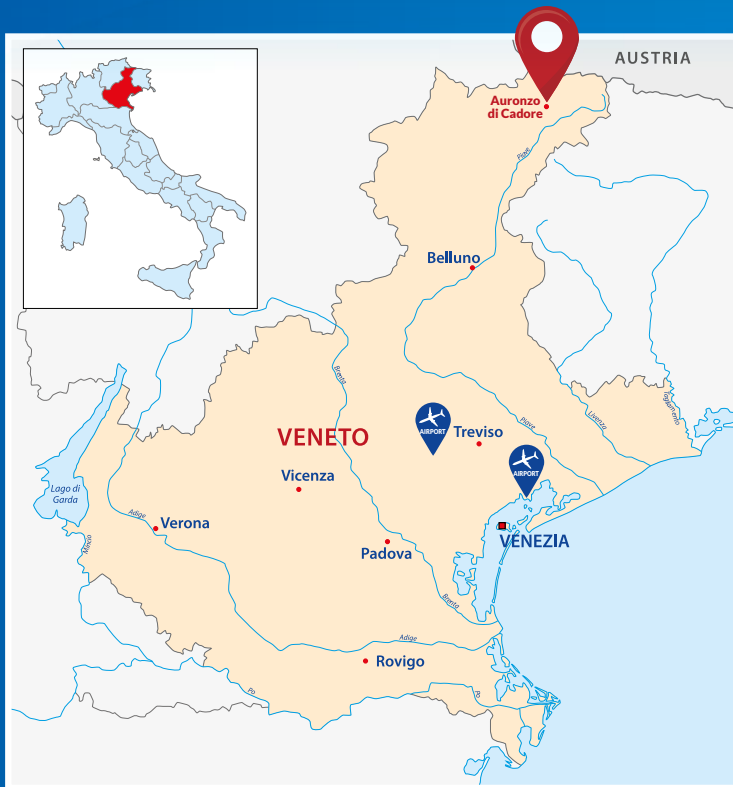 AUSTRIA
Auronzo
di Cadore
Piave
Belluno
Brenta
AIRPORT
Treviso
Piave
Livenza
Tagliamento
VENETO
AIRPORT
Vicenza
Lago di
Garda
Adige
Verona
Mincio
Padova
VENEZIA
Brenta
Adige
Rovigo
Po
Po